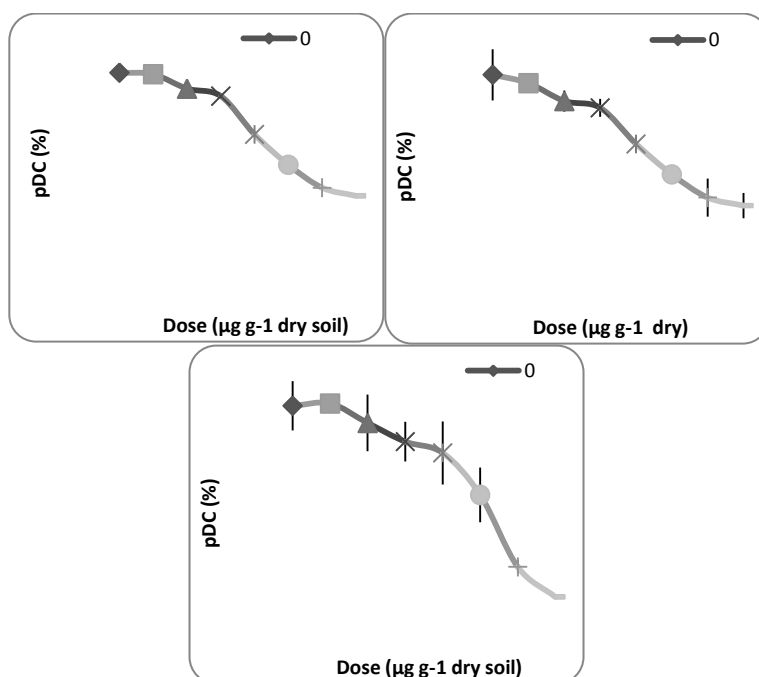 0
pDC (%)
Dose (µg g-1 dry soil)
0
pDC (%)
Dose (µg g-1 dry)
0
pDC (%)
Dose (µg g-1 dry soil)